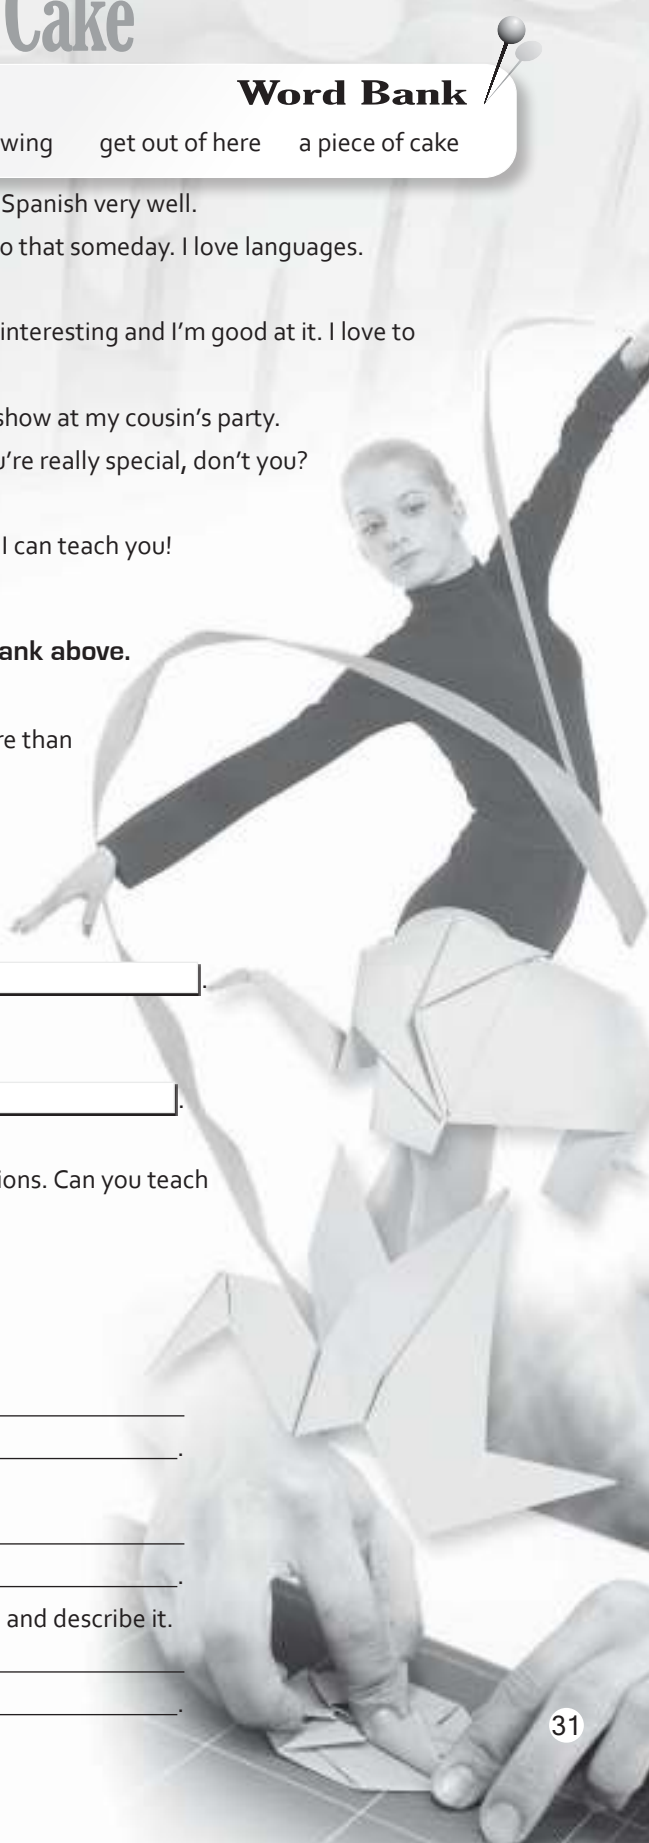 Cake
Word Bank
wing get out of here a piece of cake
Spanish very well.
o that someday. I love languages.
interesting and I’m good at it. I love to
show at my cousin’s party.
u’re really special, don’t you?
I can teach you!
ank above.
re than
.
.
ions. Can you teach
.
.
and describe it.
.
31